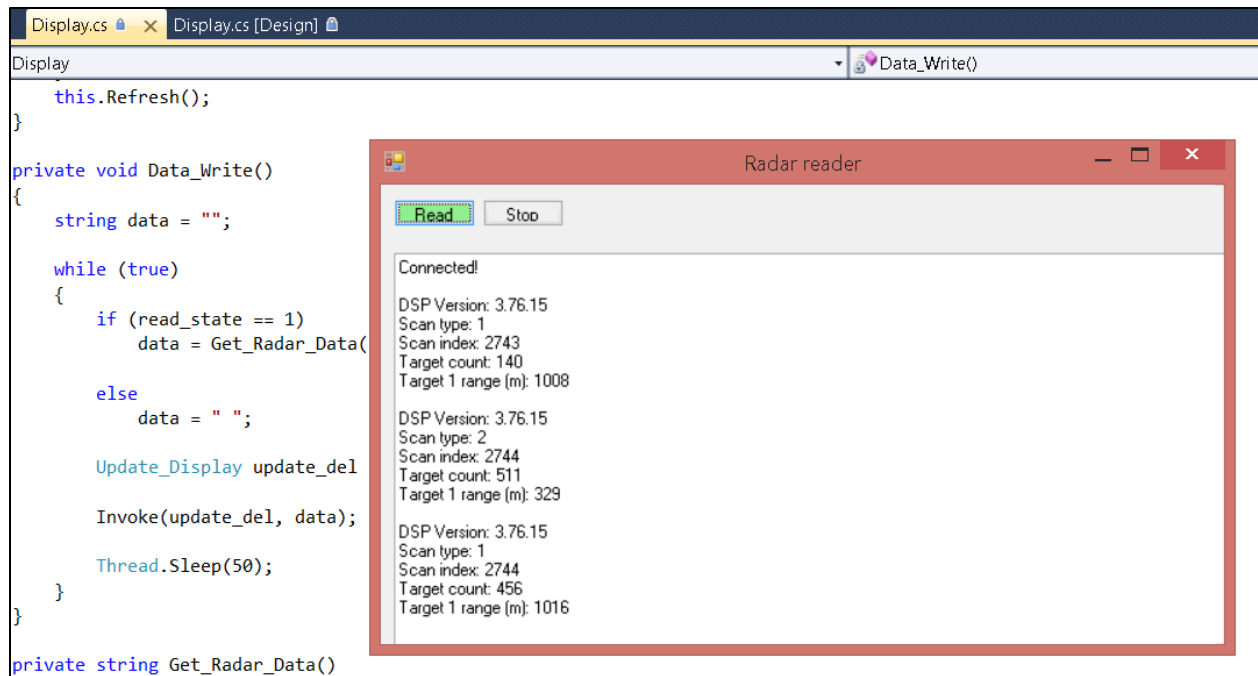 Display.cs
Display.cs [Design]
Display
Data_Write()
this.Refresh();
}
private void Data_Write()
{
string data = "";
while (true)
{
if (read_state == 1)
data = Get_Radar_Data(
else
data = " ";
Update_Display update_del
Invoke(update_del, data);
Thread.Sleep(50);
}
}
private string Get_Radar_Data()
Radar reader
Read
Stop
Connected!
DSP Version: 3.76.15
Scan type: 1
Scan index: 2743
Target count: 140
Target 1 range (m): 1008
DSP Version: 3.76.15
Scan type: 2
Scan index: 2744
Target count: 511
Target 1 range (m): 329
DSP Version: 3.76.15
Scan type: 1
Scan index: 2744
Target count: 456
Target 1 range (m): 1016